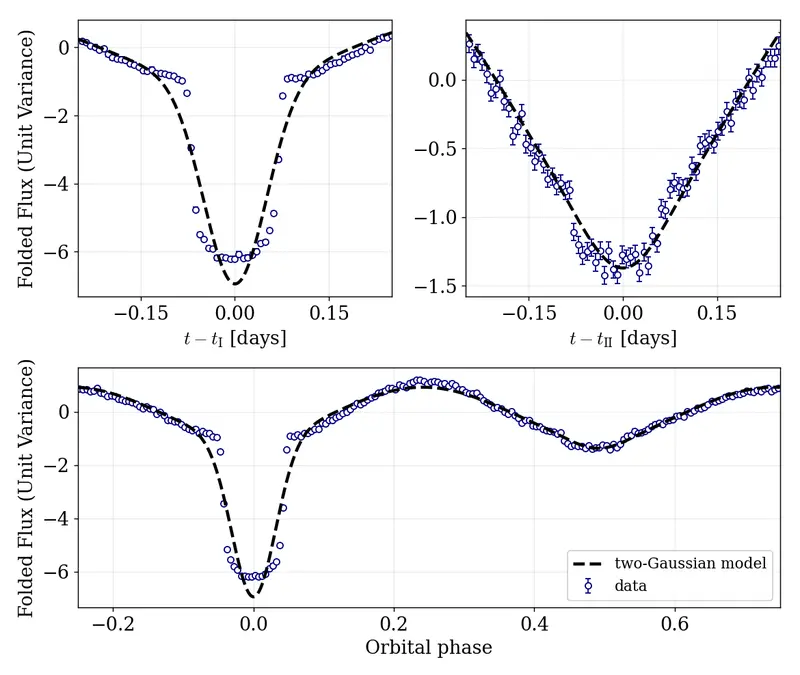 Folded Flux (Unit Variance)
0
−2
−4
−6
−0.15 0.00 0.15
t − t_I [days]
0.0
−0.5
−1.0
−1.5
−0.15 0.00 0.15
t − t_II [days]
Folded Flux (Unit Variance)
0
−2
−4
−6
−0.2 0.0 0.2 0.4 0.6
Orbital phase
two-Gaussian model
data